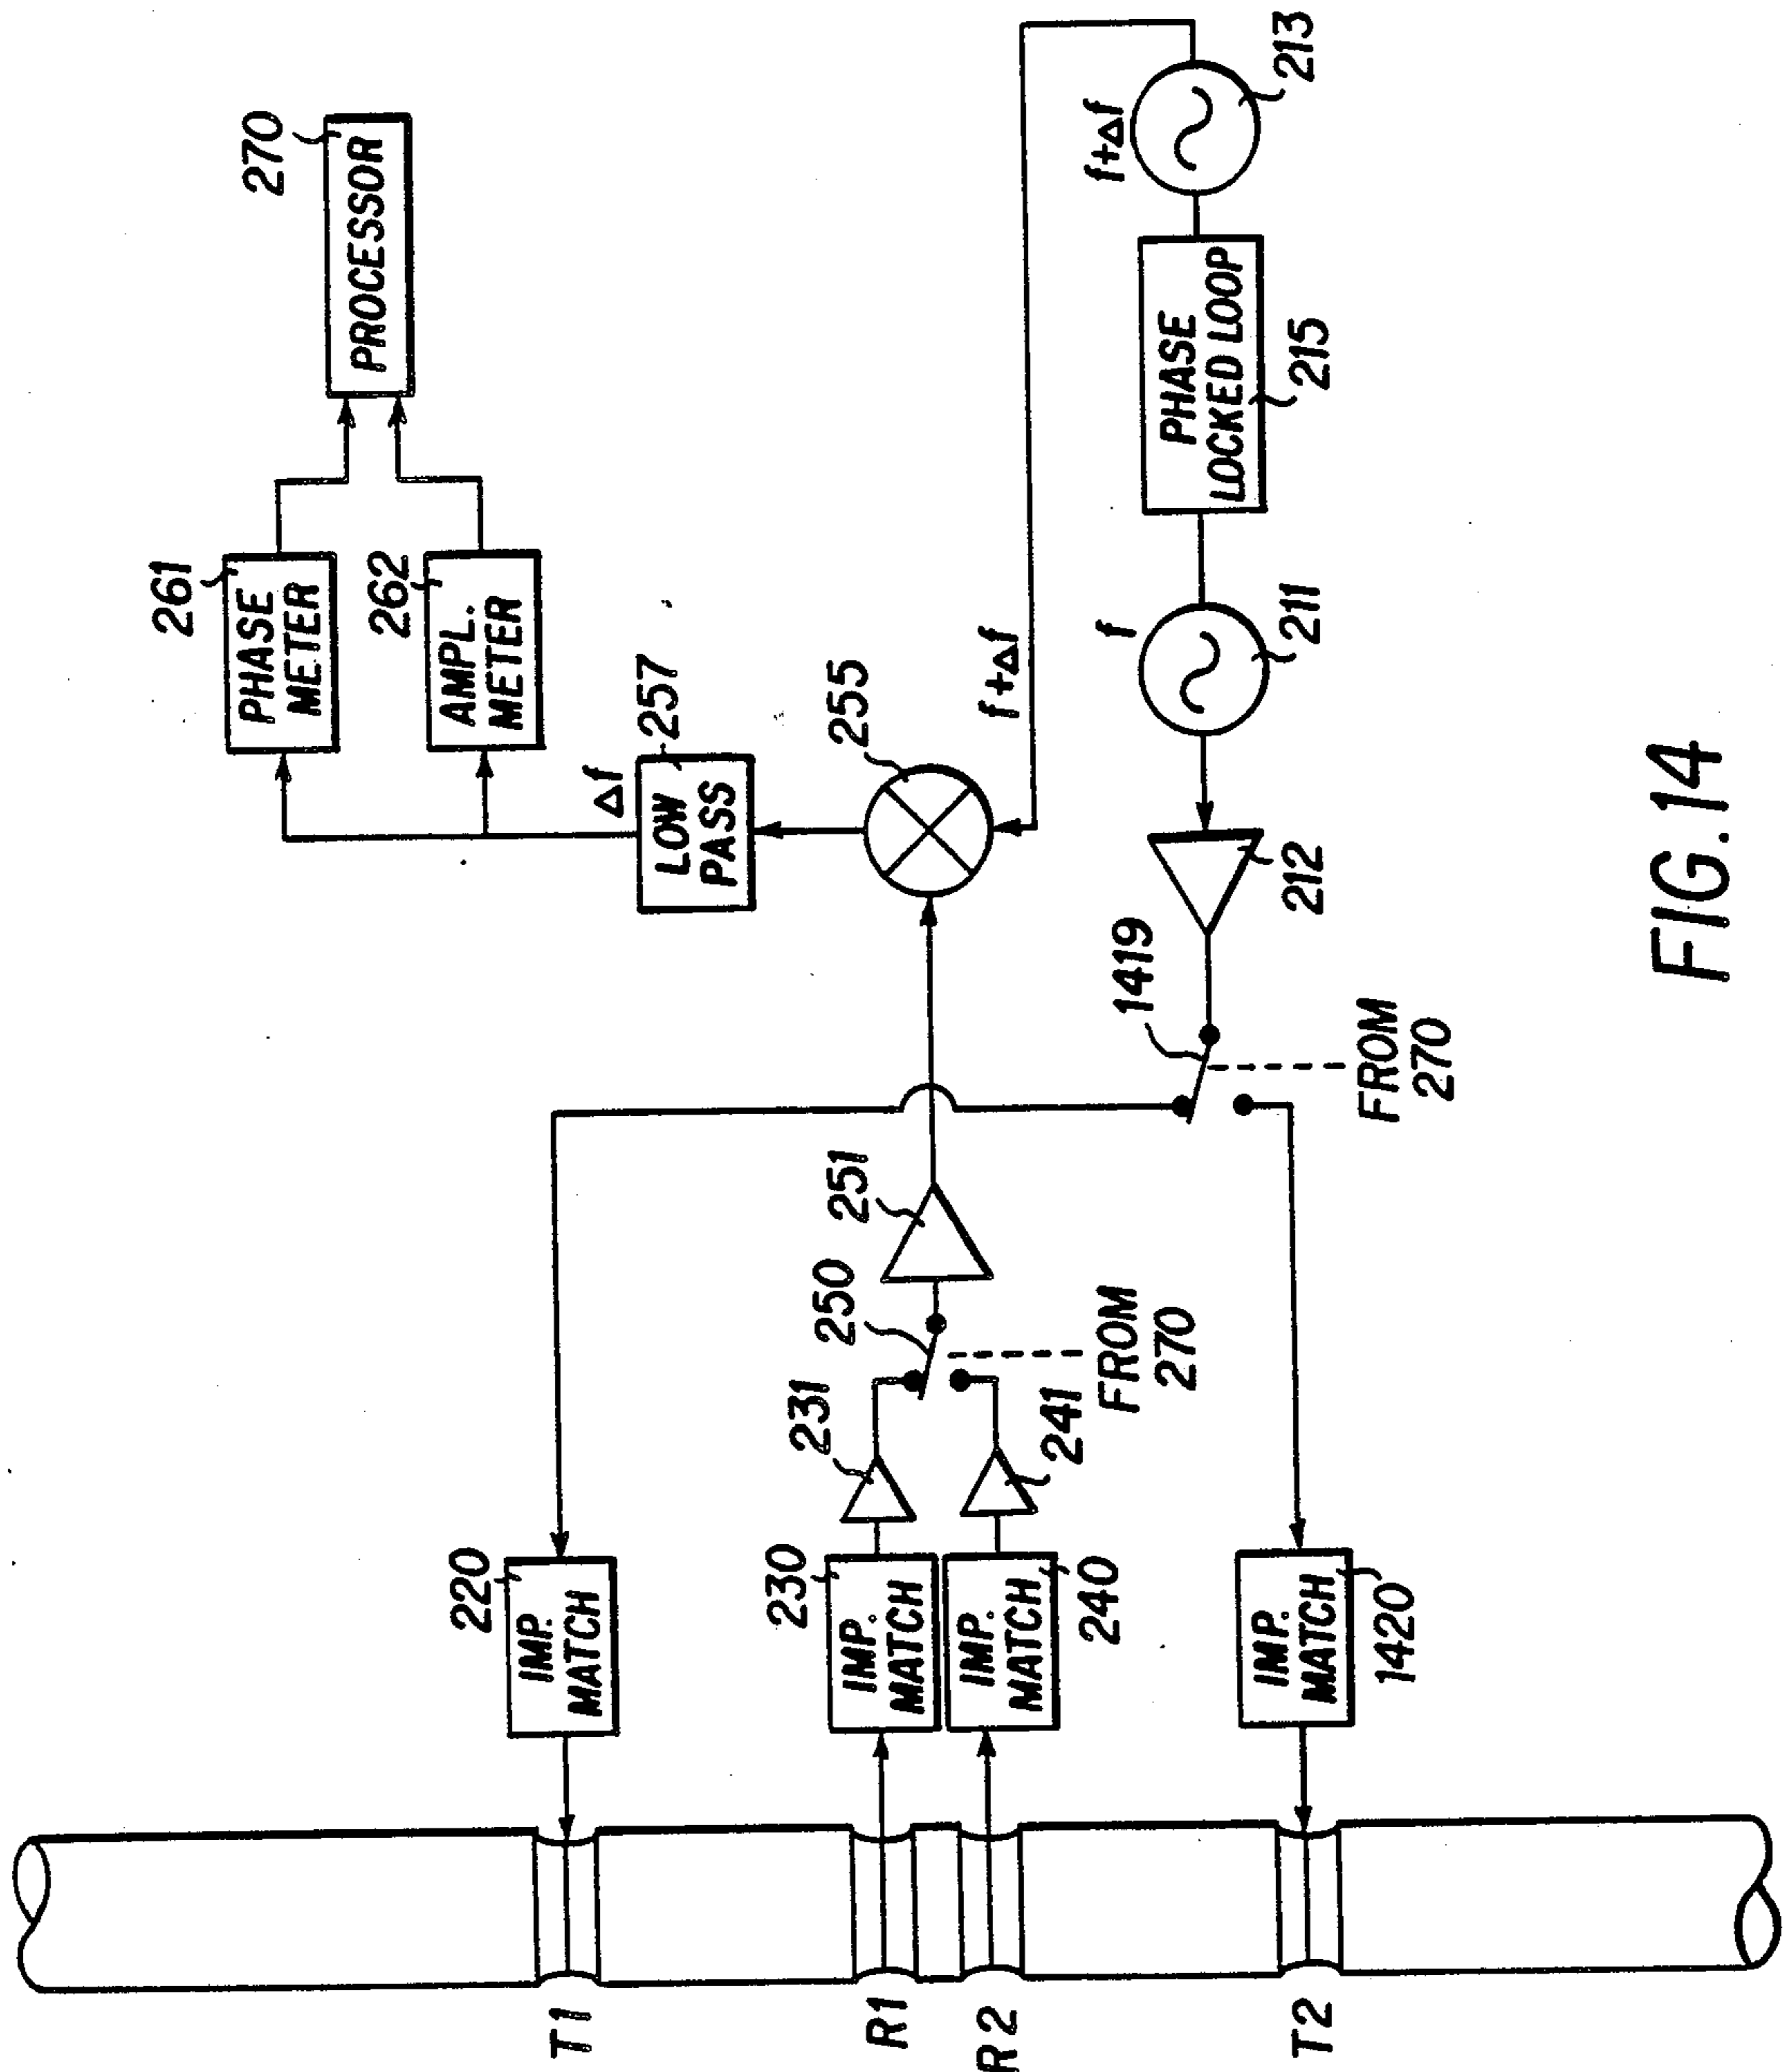 270
PROCESSOR
261
PHASE
METER
262
AMPL.
METER
Δf
257
LOW
PASS
255
f+Δf
f+Δf
213
PHASE
LOCKED LOOP
215
f
211
212
1419
FROM
270
251
250
FROM
270
231
241
220
IMP.
MATCH
230
IMP.
MATCH
IMP.
MATCH
240
IMP.
MATCH
1420
T1
R1
R2
T2
FIG.14